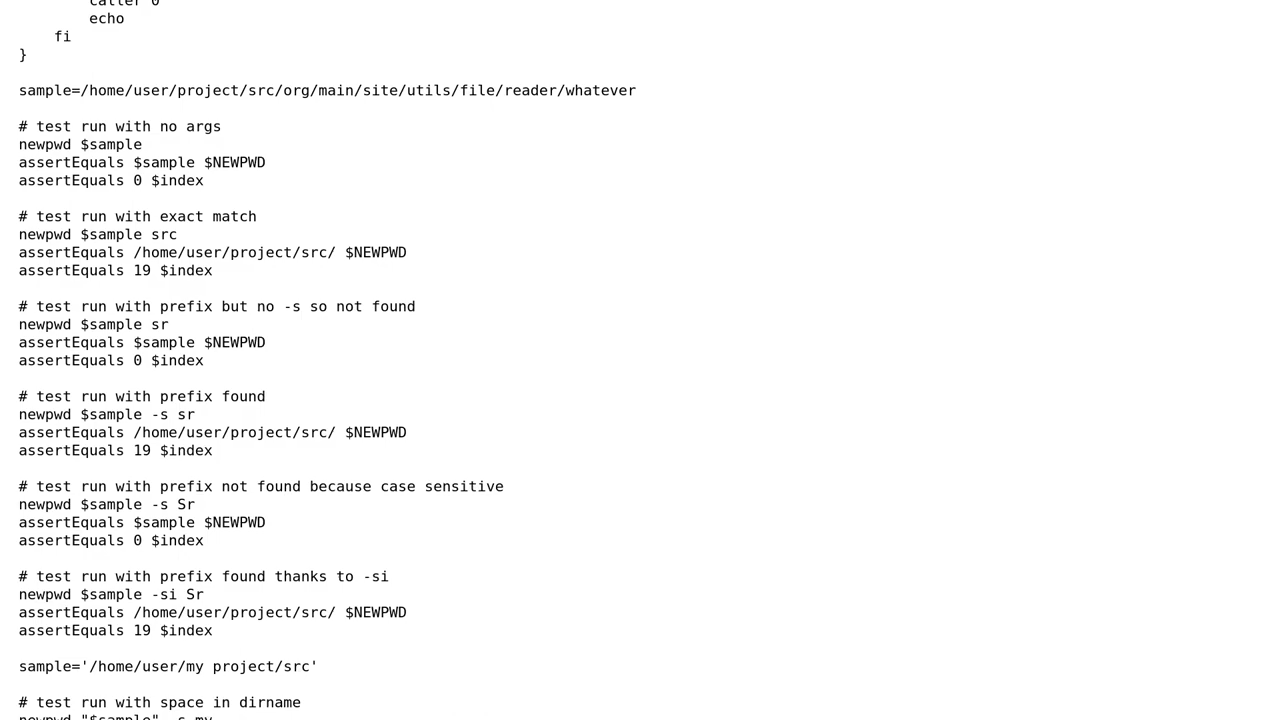 caller 0
echo
fi
}
sample=/home/user/project/src/org/main/site/utils/file/reader/whatever
# test run with no args
newpwd $sample
assertEquals $sample $NEWPWD
assertEquals 0 $index
# test run with exact match
newpwd $sample src
assertEquals /home/user/project/src/ $NEWPWD
assertEquals 19 $index
# test run with prefix but no -s so not found
newpwd $sample sr
assertEquals $sample $NEWPWD
assertEquals 0 $index
# test run with prefix found
newpwd $sample -s sr
assertEquals /home/user/project/src/ $NEWPWD
assertEquals 19 $index
# test run with prefix not found because case sensitive
newpwd $sample -s Sr
assertEquals $sample $NEWPWD
assertEquals 0 $index
# test run with prefix found thanks to -si
newpwd $sample -si Sr
assertEquals /home/user/project/src/ $NEWPWD
assertEquals 19 $index
sample='/home/user/my project/src'
# test run with space in dirname
newpwd "$sample" -s my